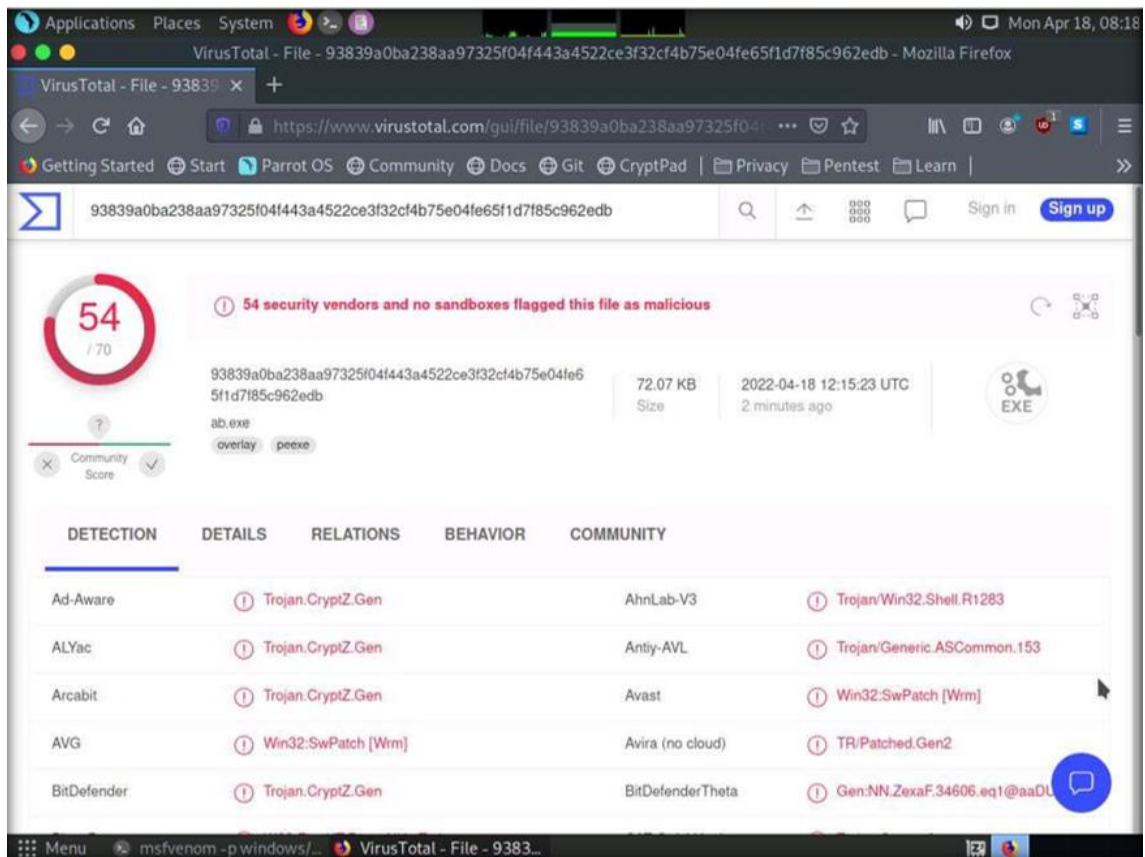 Applications Places System Mon Apr 18, 08:18
VirusTotal - File - 93839a0ba238aa97325f04f443a4522ce3f32cf4b75e04fe65f1d7f85c962edb - Mozilla Firefox
VirusTotal - File - 93839 × +
https://www.virustotal.com/gui/file/93839a0ba238aa97325f04 ···
Getting Started Start Parrot OS Community Docs Git CryptPad Privacy Pentest Learn
93839a0ba238aa97325f04f443a4522ce3f32cf4b75e04fe65f1d7f85c962edb Sign in Sign up
54
/ 70
54 security vendors and no sandboxes flagged this file as malicious
93839a0ba238aa97325f04f443a4522ce3f32cf4b75e04fe6
5f1d7f85c962edb
ab.exe
overlay peexe
72.07 KB
Size
2022-04-18 12:15:23 UTC
2 minutes ago
EXE
?
Community
Score
DETECTION DETAILS RELATIONS BEHAVIOR COMMUNITY
Ad-Aware Trojan.CryptZ.Gen AhnLab-V3 Trojan/Win32.Shell.R1283
ALYac Trojan.CryptZ.Gen Antiy-AVL Trojan/Generic.ASCommon.153
Arcabit Trojan.CryptZ.Gen Avast Win32:SwPatch [Wrm]
AVG Win32:SwPatch [Wrm] Avira (no cloud) TR/Patched.Gen2
BitDefender Trojan.CryptZ.Gen BitDefenderTheta Gen:NN.ZexaF.34606.eq1@aaDU
Menu msfvenom -p windows/... VirusTotal - File - 9383...